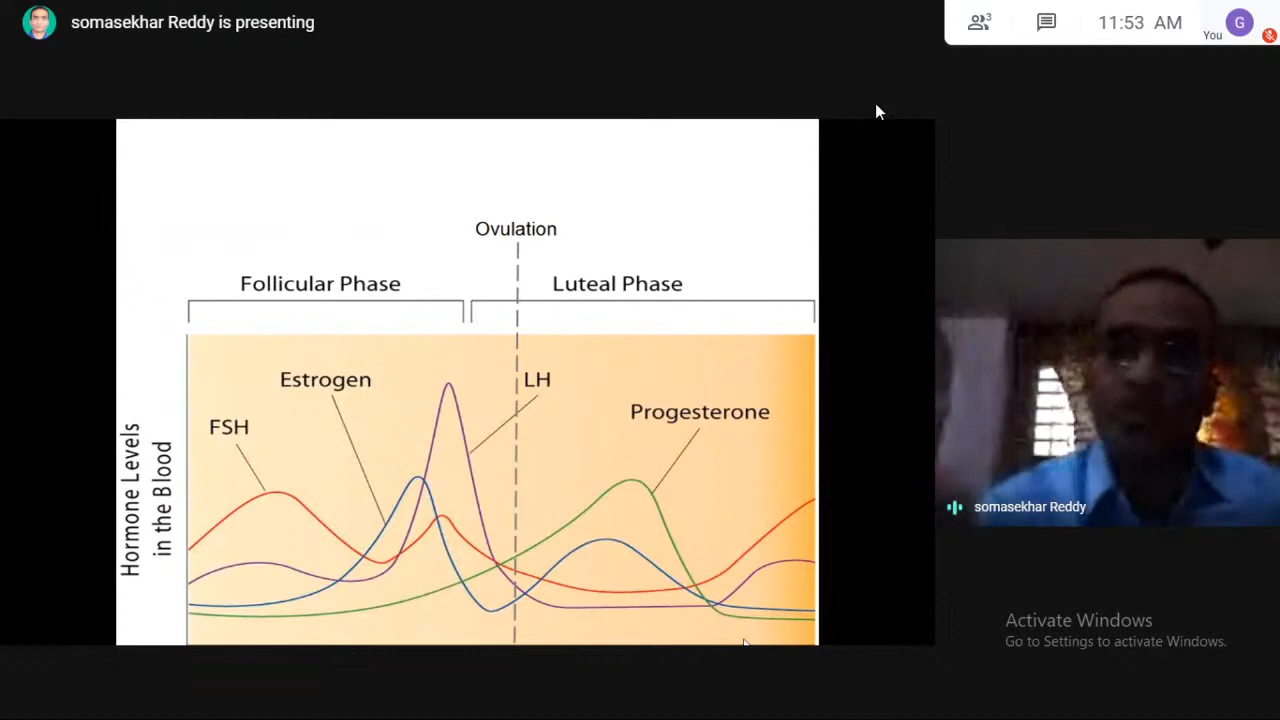 somasekhar Reddy is presenting
3
11:53 AM
G
You
Ovulation
Follicular Phase
Luteal Phase
Estrogen
LH
FSH
Progesterone
Hormone Levels
in the Blood
somasekhar Reddy
Activate Windows
Go to Settings to activate Windows.